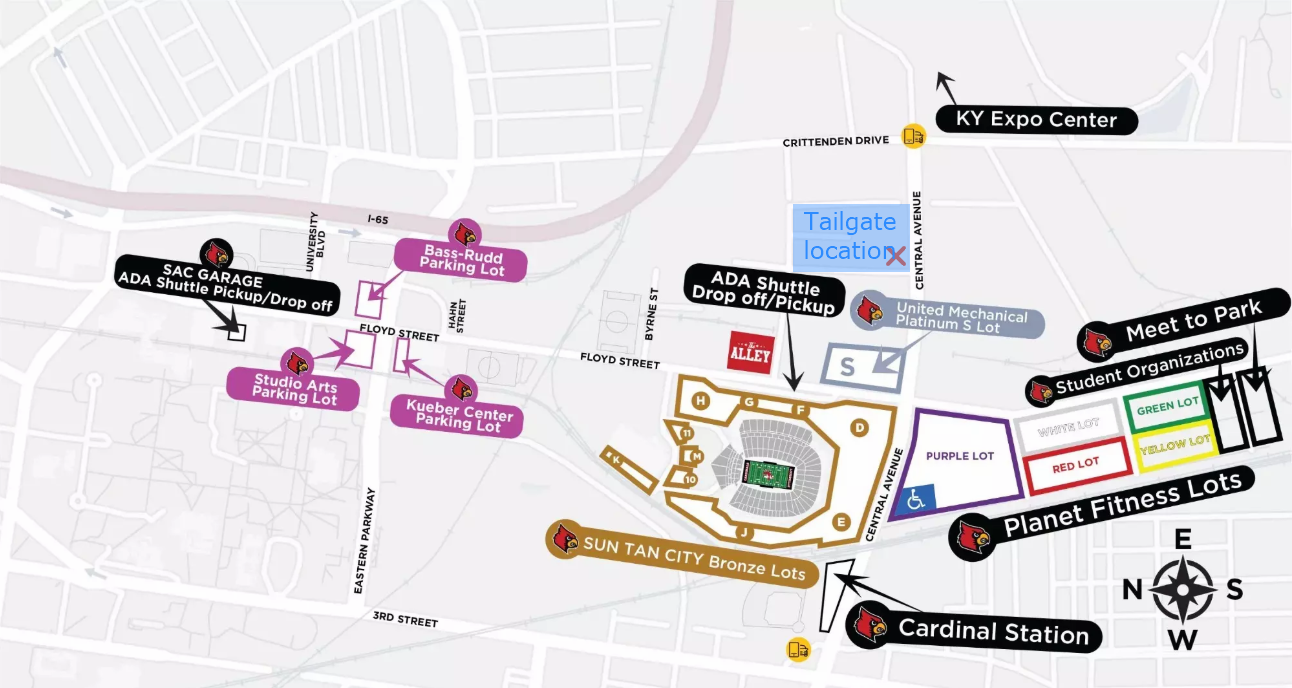 KY Expo Center
CRITTENDEN DRIVE
CENTRAL AVENUE
Tailgate
location
I-65
UNIVERSITY
BLVD
Bass-Rudd
Parking Lot
SAC GARAGE
ADA Shuttle Pickup/Drop off
HAHN
STREET
FLOYD STREET
BYRNE ST
FLOYD STREET
ADA Shuttle
Drop off/Pickup
United Mechanical
Platinum S Lot
The
ALLEY
S
Meet to Park
Student Organizations
Studio Arts
Parking Lot
Kueber Center
Parking Lot
H
G
F
D
11
M
10
K
J
E
PURPLE LOT
WHITE LOT
RED LOT
GREEN LOT
YELLOW LOT
CENTRAL AVENUE
Planet Fitness Lots
SUN TAN CITY Bronze Lots
EASTERN PARKWAY
3RD STREET
Cardinal Station
E
N
S
W